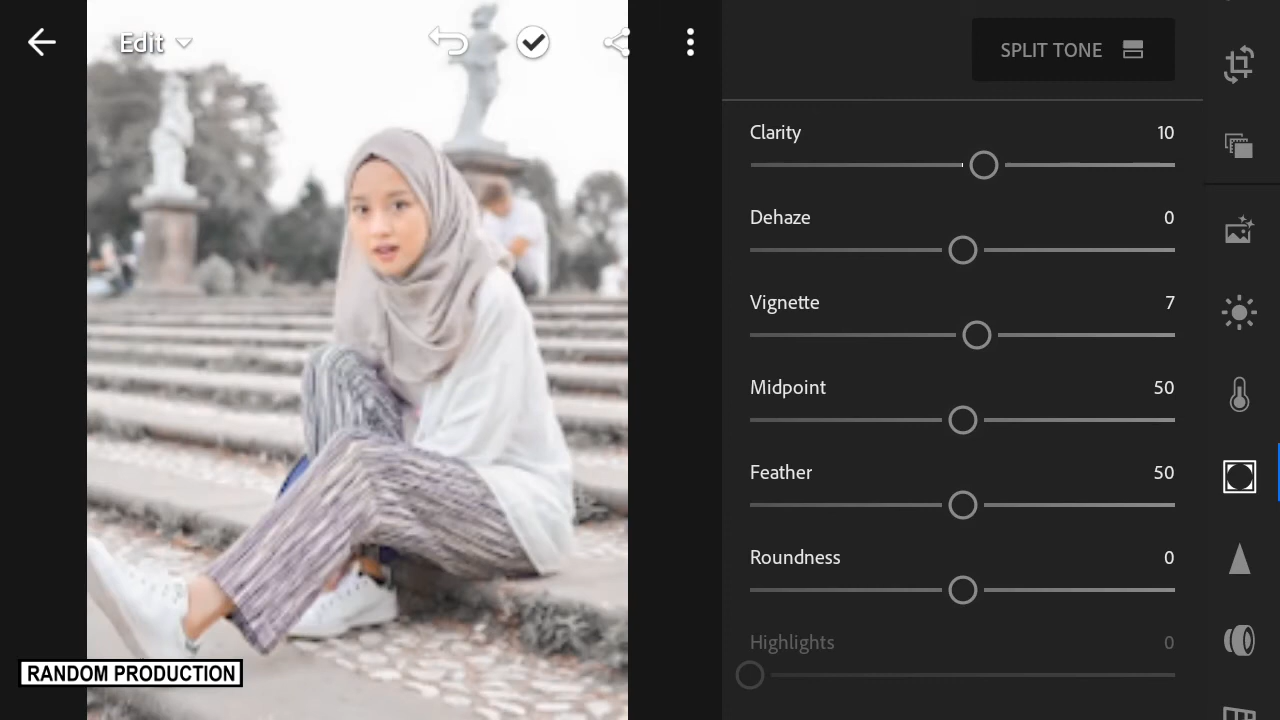 Edit
SPLIT TONE
Clarity 10
Dehaze 0
Vignette 7
Midpoint 50
Feather 50
Roundness 0
Highlights 0
RANDOM PRODUCTION